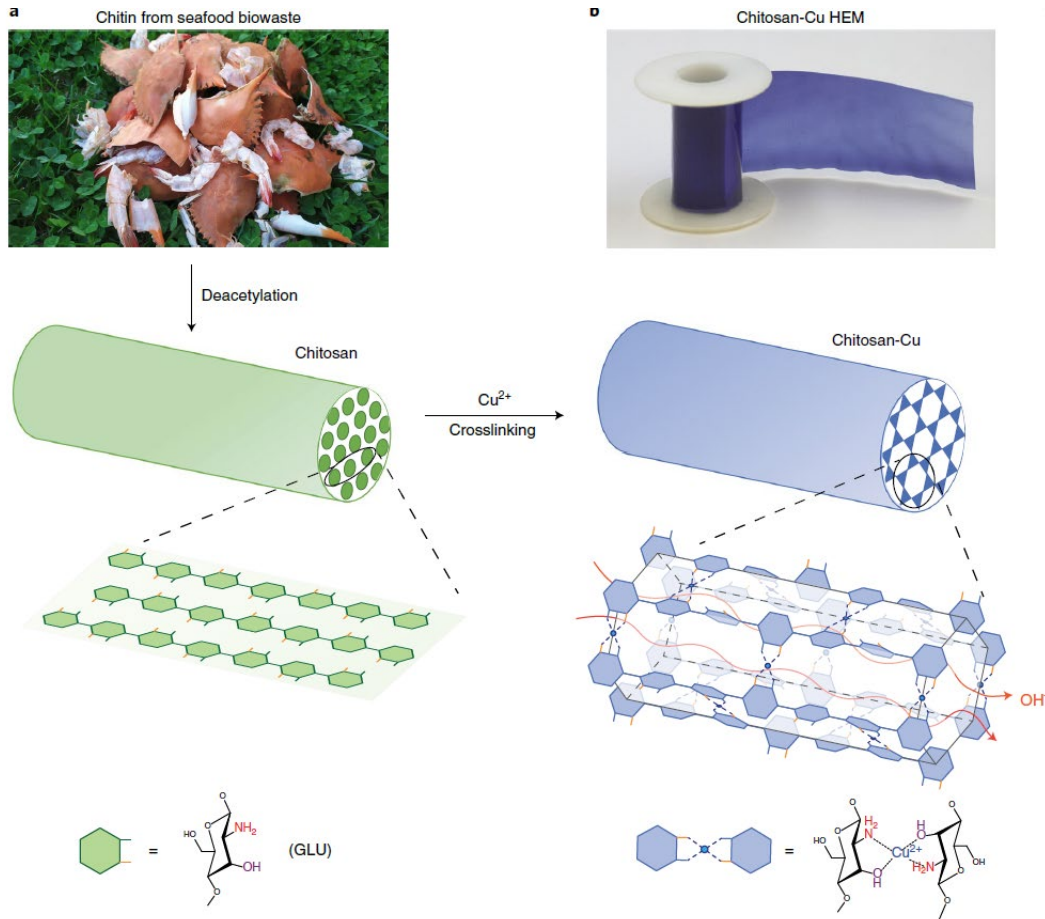 a
Chitin from seafood biowaste
b
Chitosan-Cu HEM
Deacetylation
Chitosan
Cu²⁺
Crosslinking
Chitosan-Cu
OH
=
O
HO
O
NH₂
OH
O
(GLU)
=
O
H₂
N
HO
O
O
H
O
Cu²⁺
H
O
H₂N
O
O
OH
O